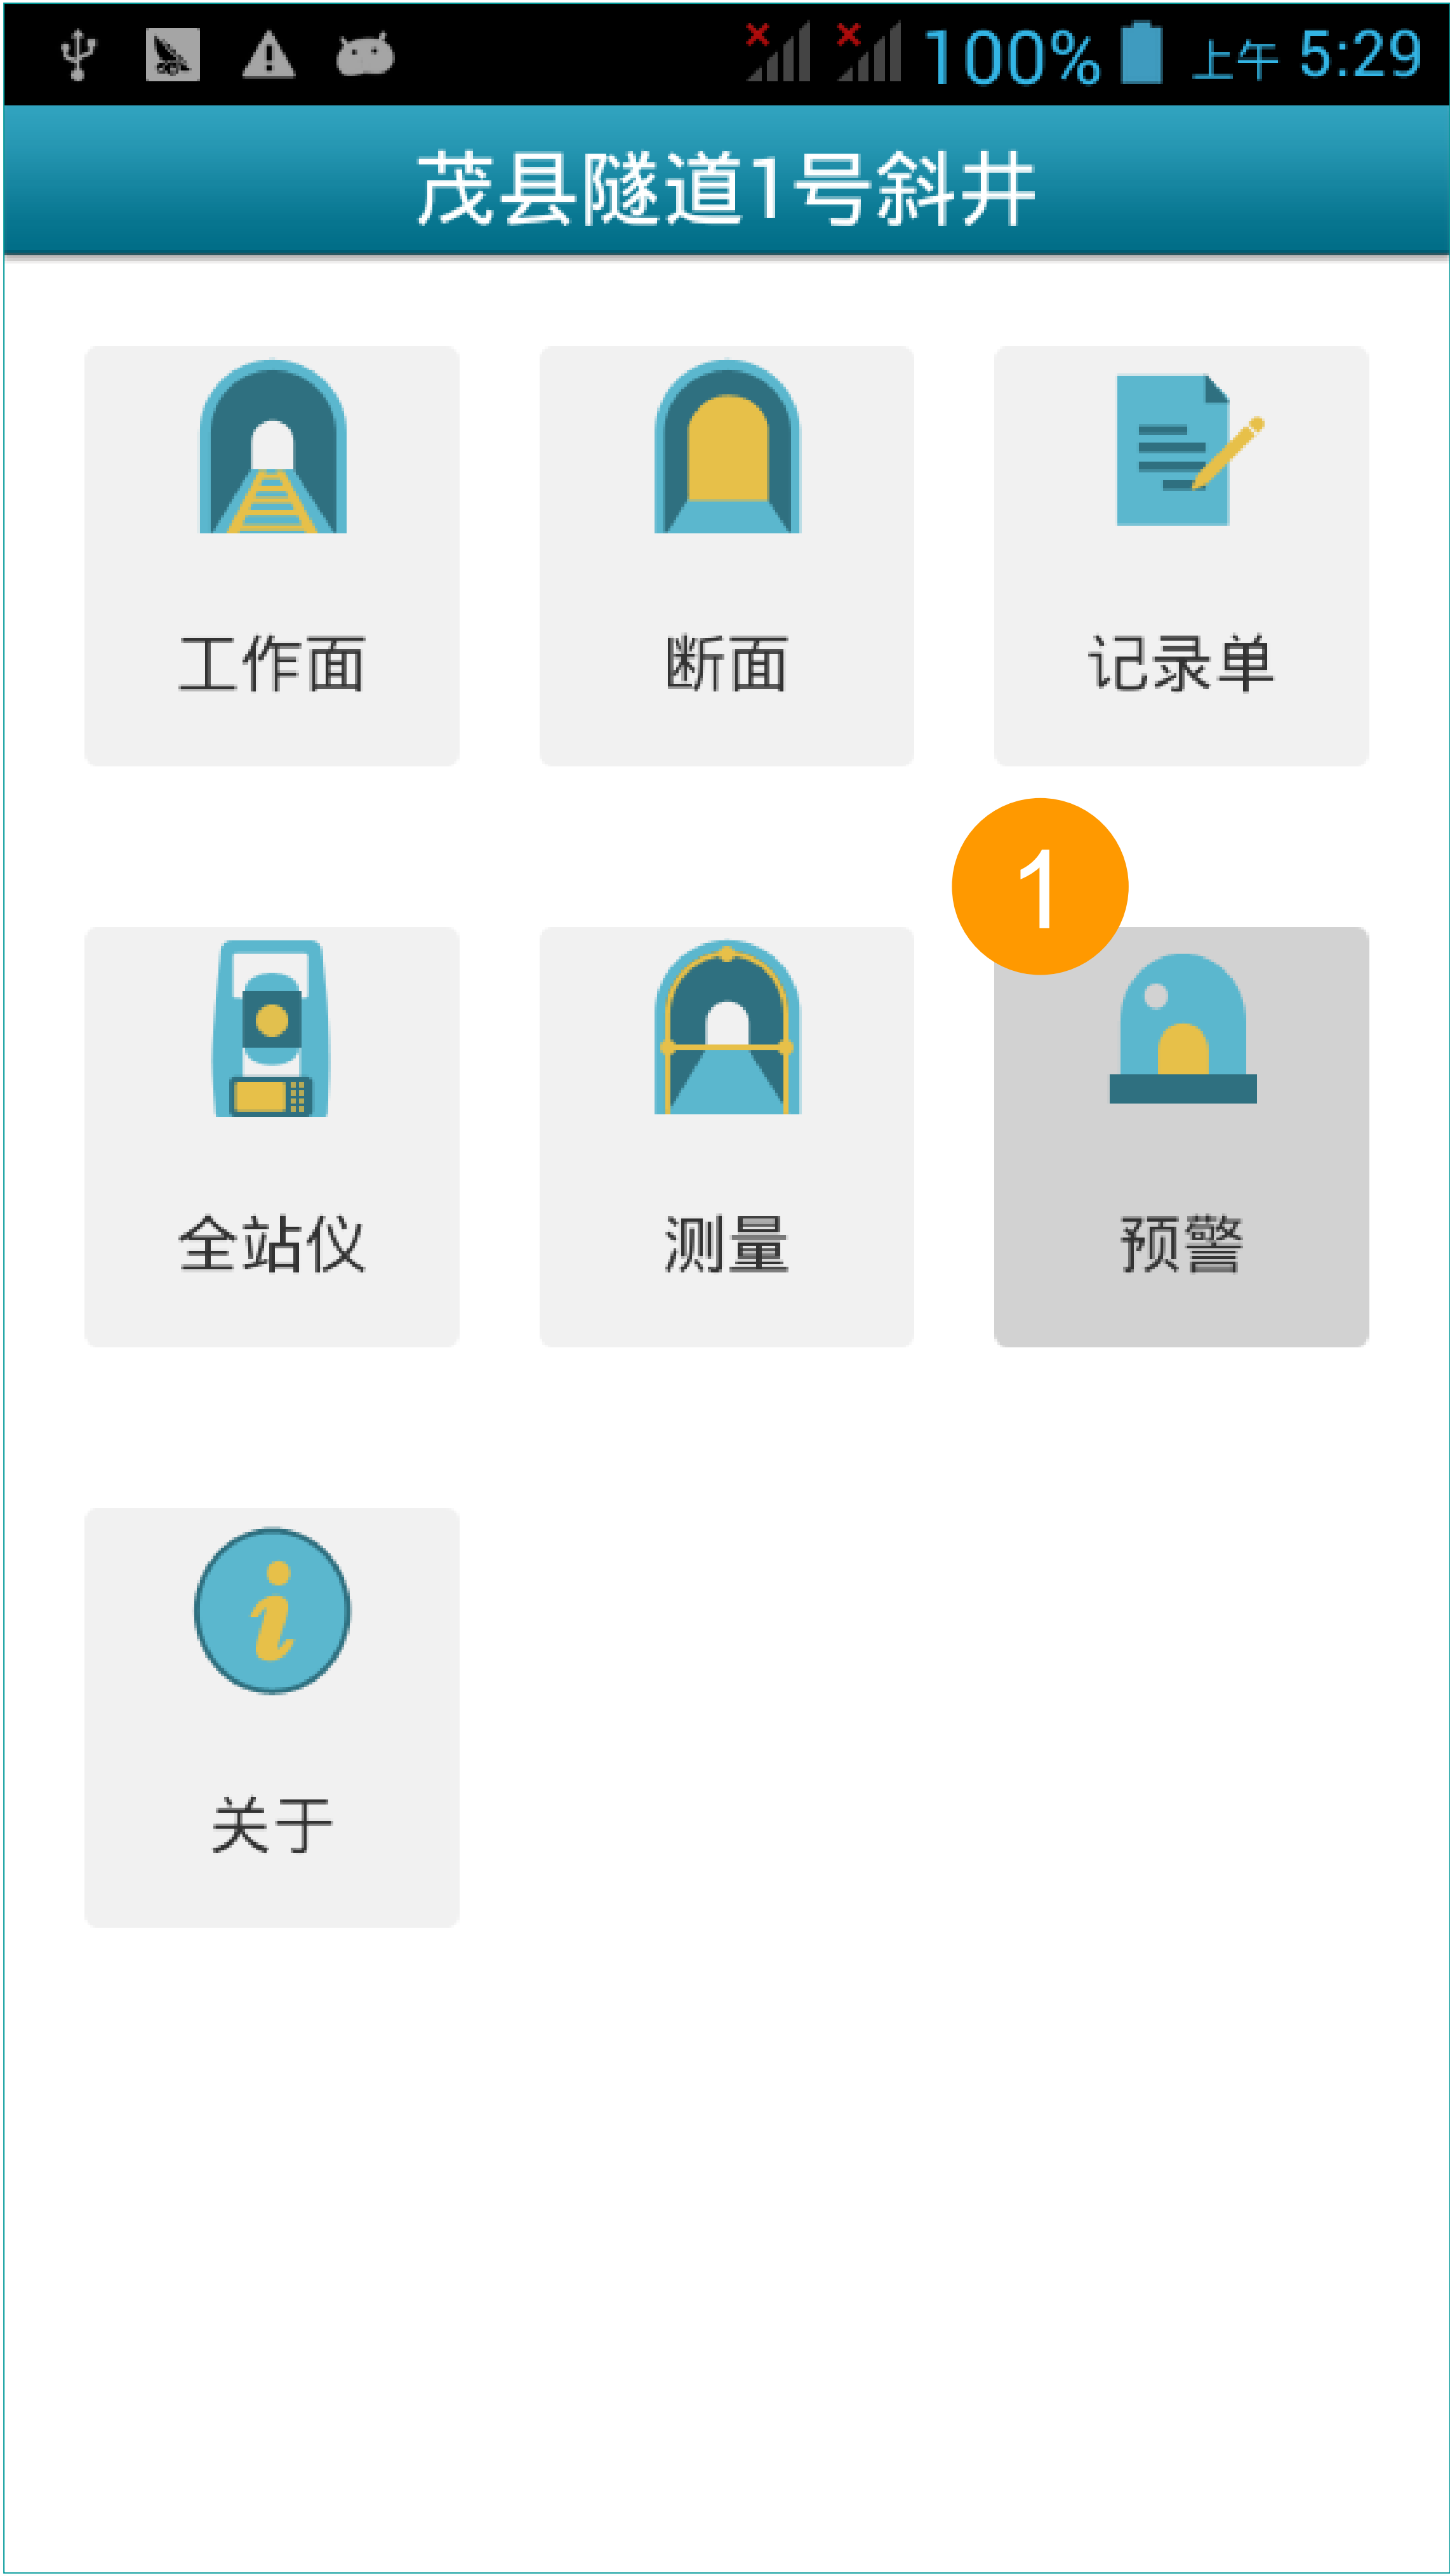 100% 上午 5:29
茂县隧道1号斜井
工作面 断面 记录单
1
全站仪 测量 预警
关于